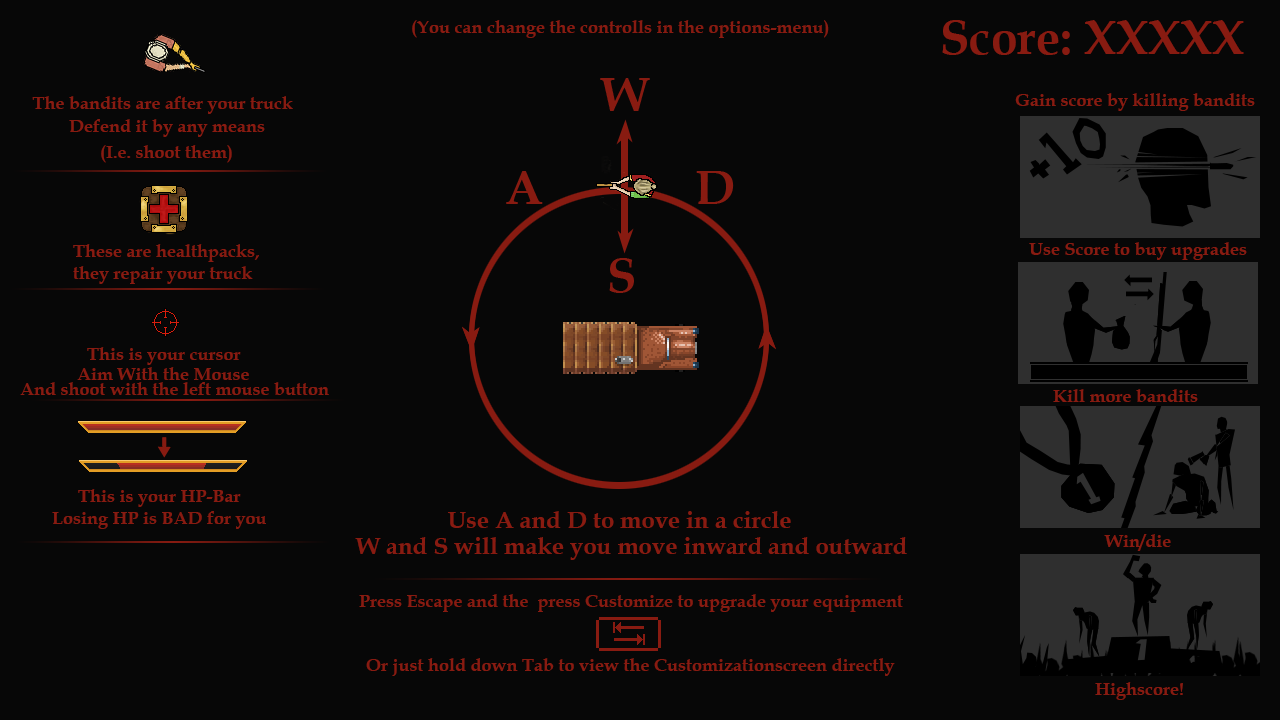 The bandits are after your truck
Defend it by any means
(I.e. shoot them)
These are healthpacks,
they repair your truck
This is your cursor
Aim With the Mouse
And shoot with the left mouse button
This is your HP-Bar
Losing HP is BAD for you
(You can change the controlls in the options-menu)
W
A
D
S
Use A and D to move in a circle
W and S will make you move inward and outward
Press Escape and the press Customize to upgrade your equipment
Or just hold down Tab to view the Customizationscreen directly
Score: XXXXX
Gain score by killing bandits
+10
Use Score to buy upgrades
Kill more bandits
1
Win/die
1
Highscore!